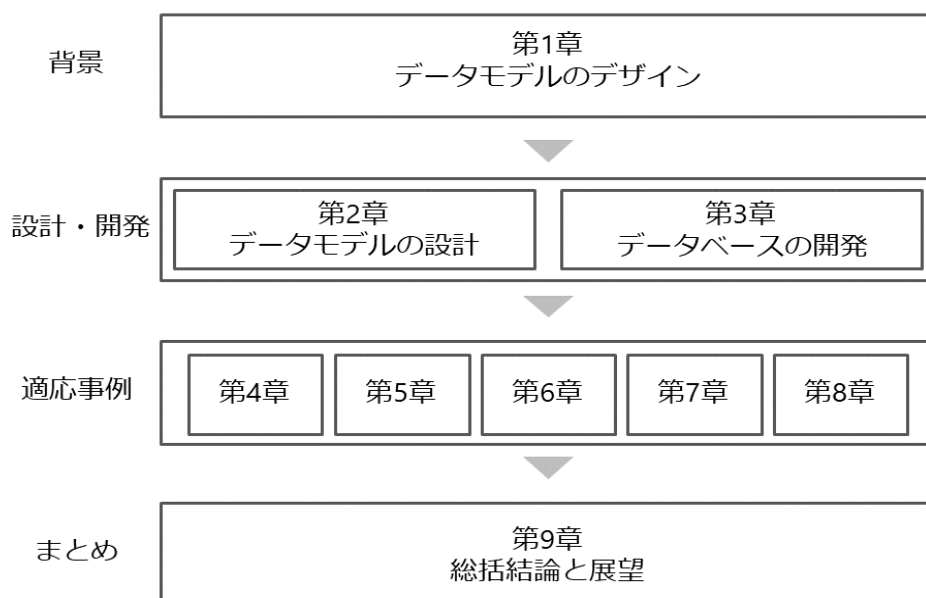 背景
第1章
データモデルのデザイン
設計・開発
第2章
データモデルの設計
第3章
データベースの開発
適応事例
第4章
第5章
第6章
第7章
第8章
まとめ
第9章
総括結論と展望